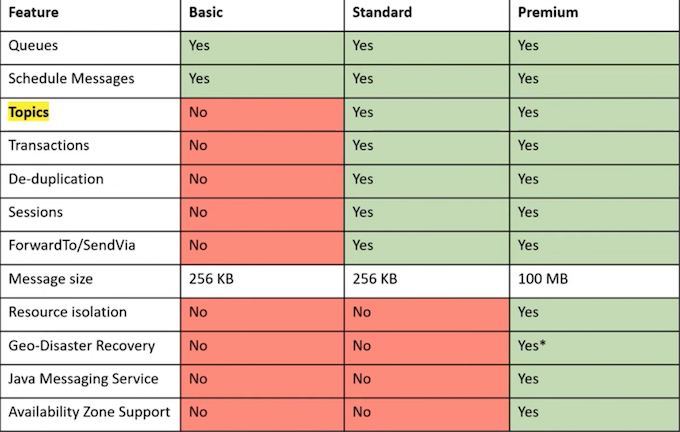 Feature Basic Standard Premium
Queues Yes Yes Yes
Schedule Messages Yes Yes Yes
Topics No Yes Yes
Transactions No Yes Yes
De-duplication No Yes Yes
Sessions No Yes Yes
ForwardTo/SendVia No Yes Yes
Message size 256 KB 256 KB 100 MB
Resource isolation No No Yes
Geo-Disaster Recovery No No Yes*
Java Messaging Service No No Yes
Availability Zone Support No No Yes